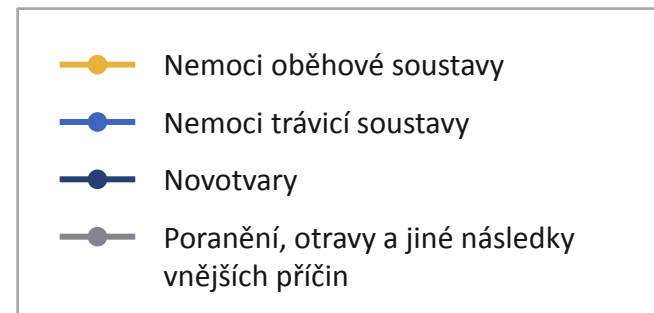 Nemoci oběhové soustavy
Nemoci trávicí soustavy
Novotvary
Poranění, otravy a jiné následky
vnějších příčin